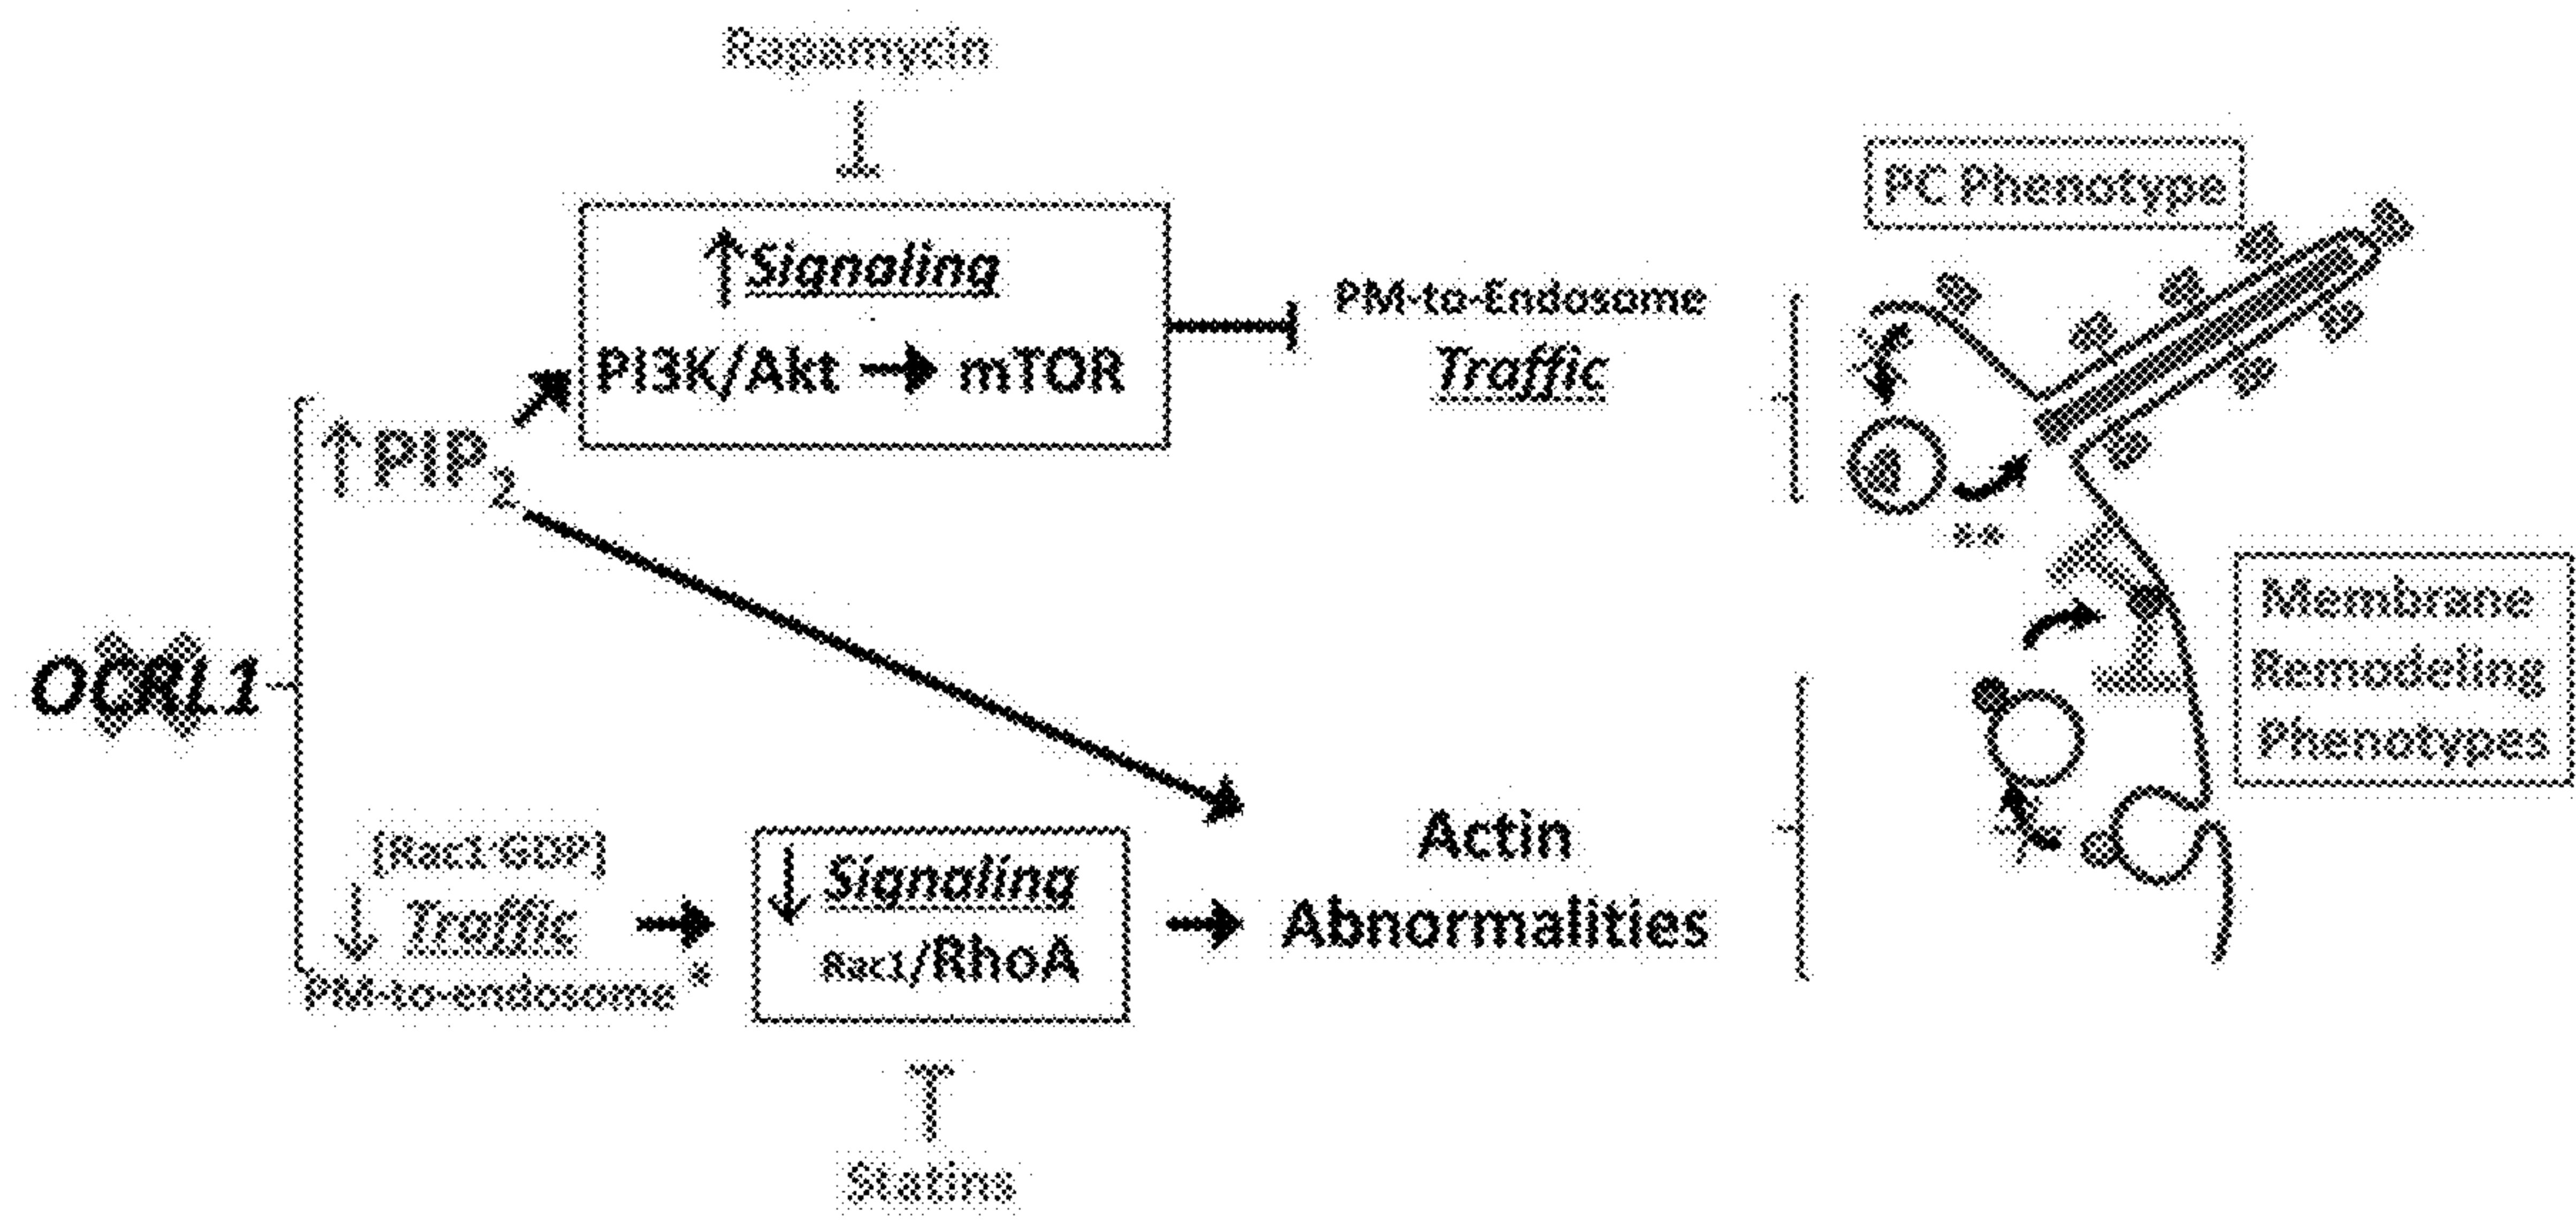 Rapamycin
↑Signaling
PI3K/Akt → mTOR
PM-to-Endosome
Traffic
PC Phenotype
↑PIP₂
**
Membrane
Remodeling
Phenotypes
OCRL1
[Rac1·GDP]
↓ Traffic
PM-to-endosome *
↓ Signaling
Rac1/RhoA
Actin
Abnormalities
Statins